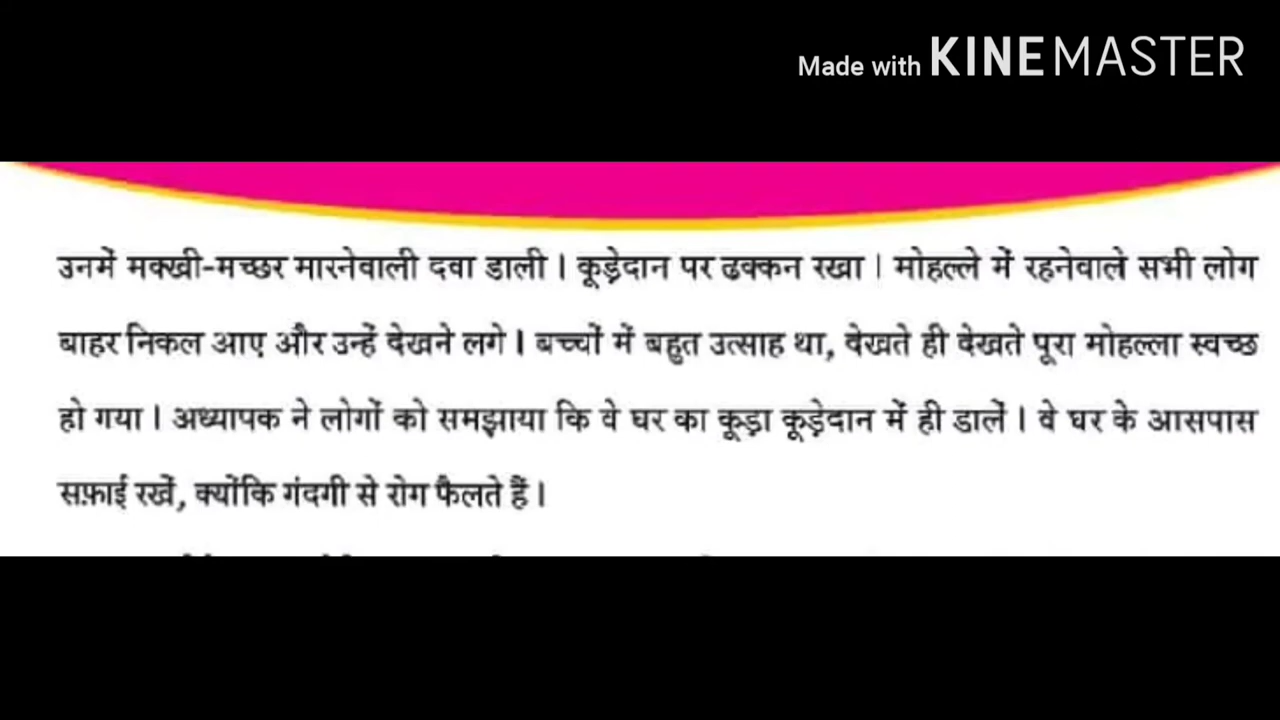 Made with KINEMASTER
उनमें मक्खी-मच्छर मारनेवाली दवा डाली । कूड़ेदान पर ढक्कन रखा । मोहल्ले में रहनेवाले सभी लोग
बाहर निकल आए और उन्हें देखने लगे । बच्चों में बहुत उत्साह था, देखते ही देखते पूरा मोहल्ला स्वच्छ
हो गया । अध्यापक ने लोगों को समझाया कि वे घर का कूड़ा कूड़ेदान में ही डालें । वे घर के आसपास
सफ़ाई रखें, क्योंकि गंदगी से रोग फैलते हैं ।